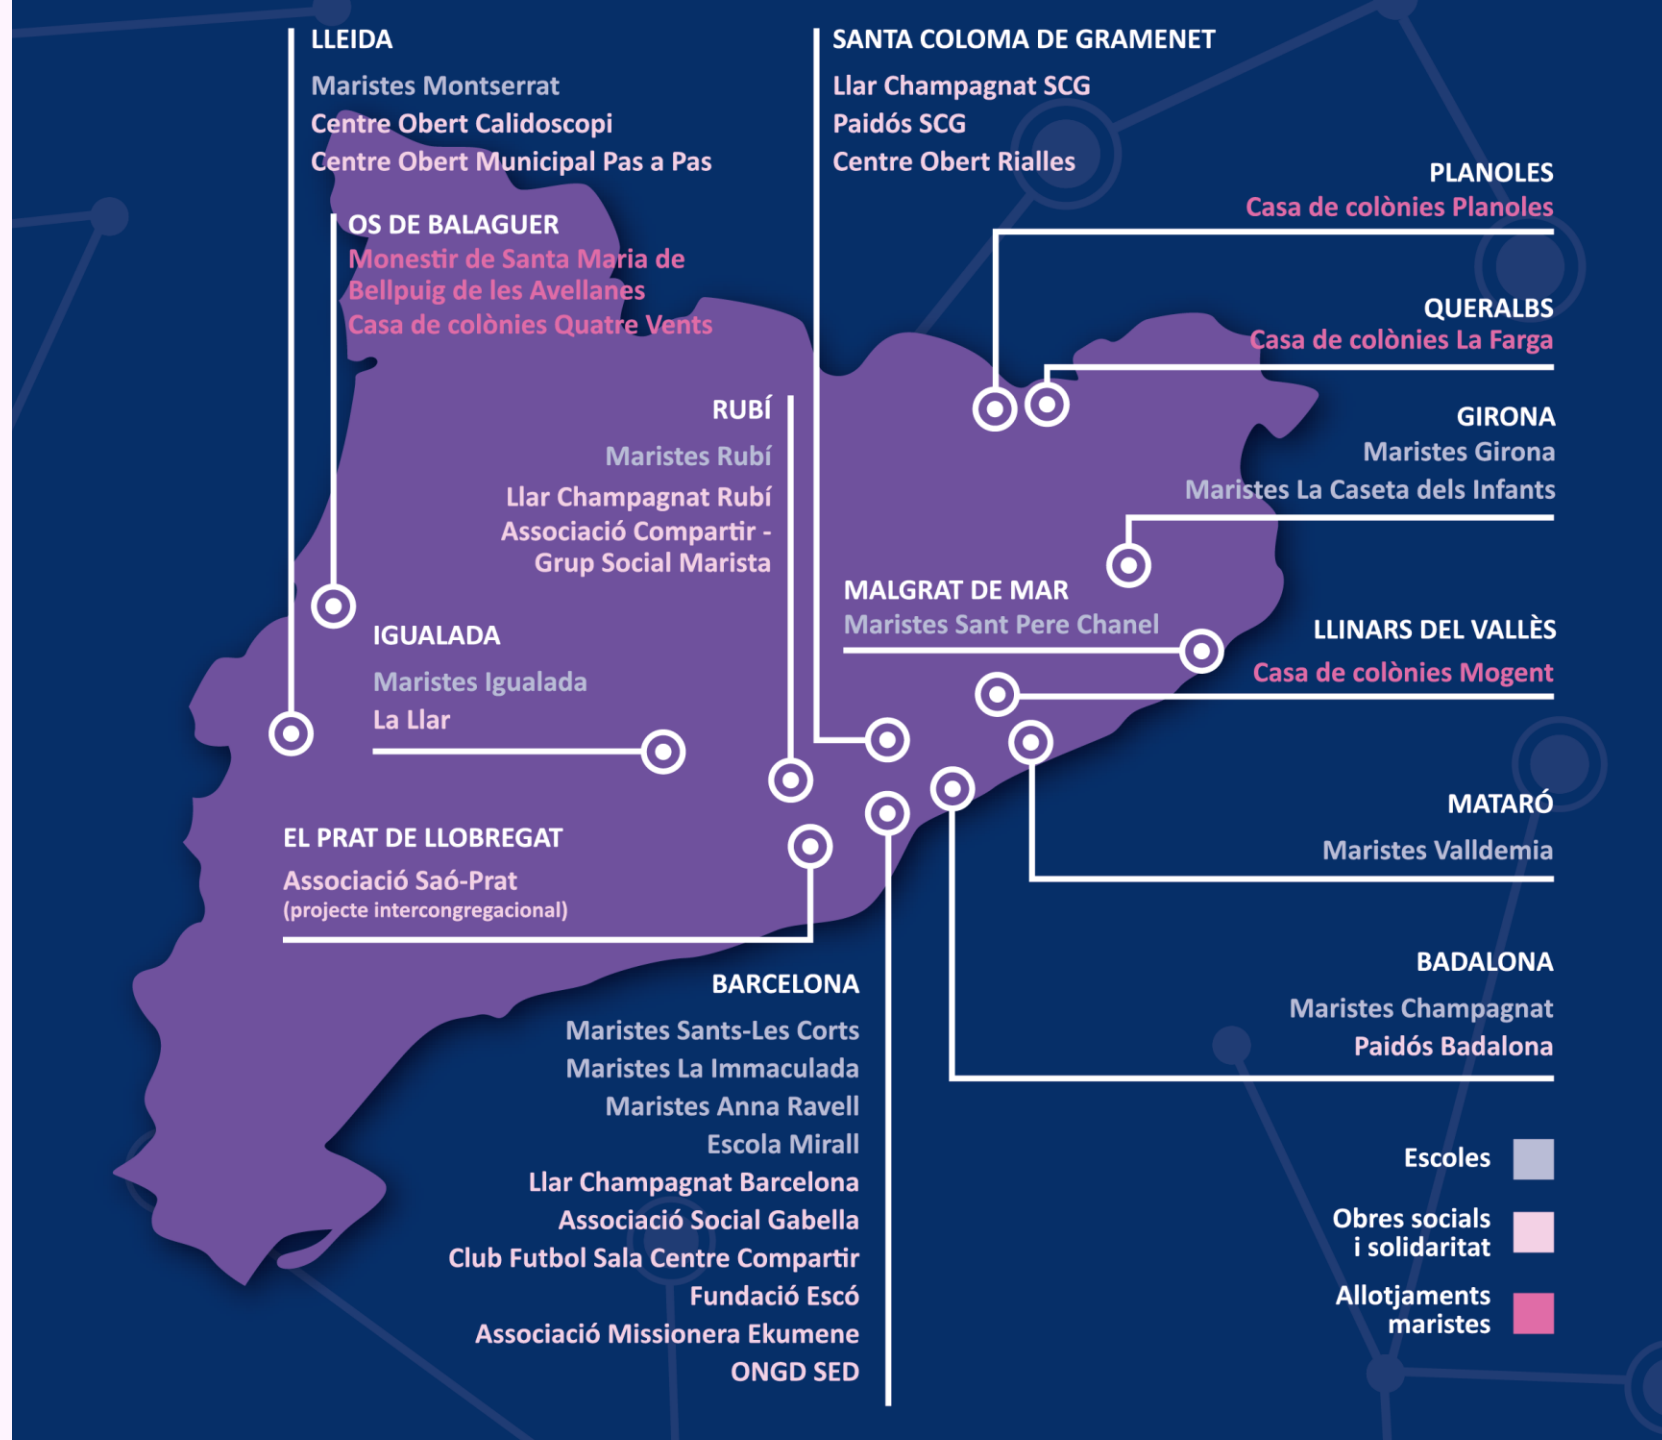 LLEIDA
Maristes Montserrat
Centre Obert Calidoscopi
Centre Obert Municipal Pas a Pas
SANTA COLOMA DE GRAMENET
Llar Champagnat SCG
Paidós SCG
Centre Obert Rialles
PLANOLES
Casa de colònies Planoles
OS DE BALAGUER
Monestir de Santa Maria de
Bellpuig de les Avellanes
Casa de colònies Quatre Vents
QUERALBS
Casa de colònies La Farga
RUBÍ
Maristes Rubí
Llar Champagnat Rubí
Associació Compartir -
Grup Social Marista
GIRONA
Maristes Girona
Maristes La Caseta dels Infants
MALGRAT DE MAR
Maristes Sant Pere Chanel
LLINARS DEL VALLÈS
Casa de colònies Mogent
IGUALADA
Maristes Igualada
La Llar
MATARÓ
Maristes Valldemia
EL PRAT DE LLOBREGAT
Associació Saó-Prat
(projecte intercongregacional)
BADALONA
Maristes Champagnat
Paidós Badalona
BARCELONA
Maristes Sants-Les Corts
Maristes La Immaculada
Maristes Anna Ravell
Escola Mirall
Llar Champagnat Barcelona
Associació Social Gabella
Club Futbol Sala Centre Compartir
Fundació Escó
Associació Missionera Ekumene
ONGD SED
Escoles
Obres socials
i solidaritat
Allotjaments
maristes